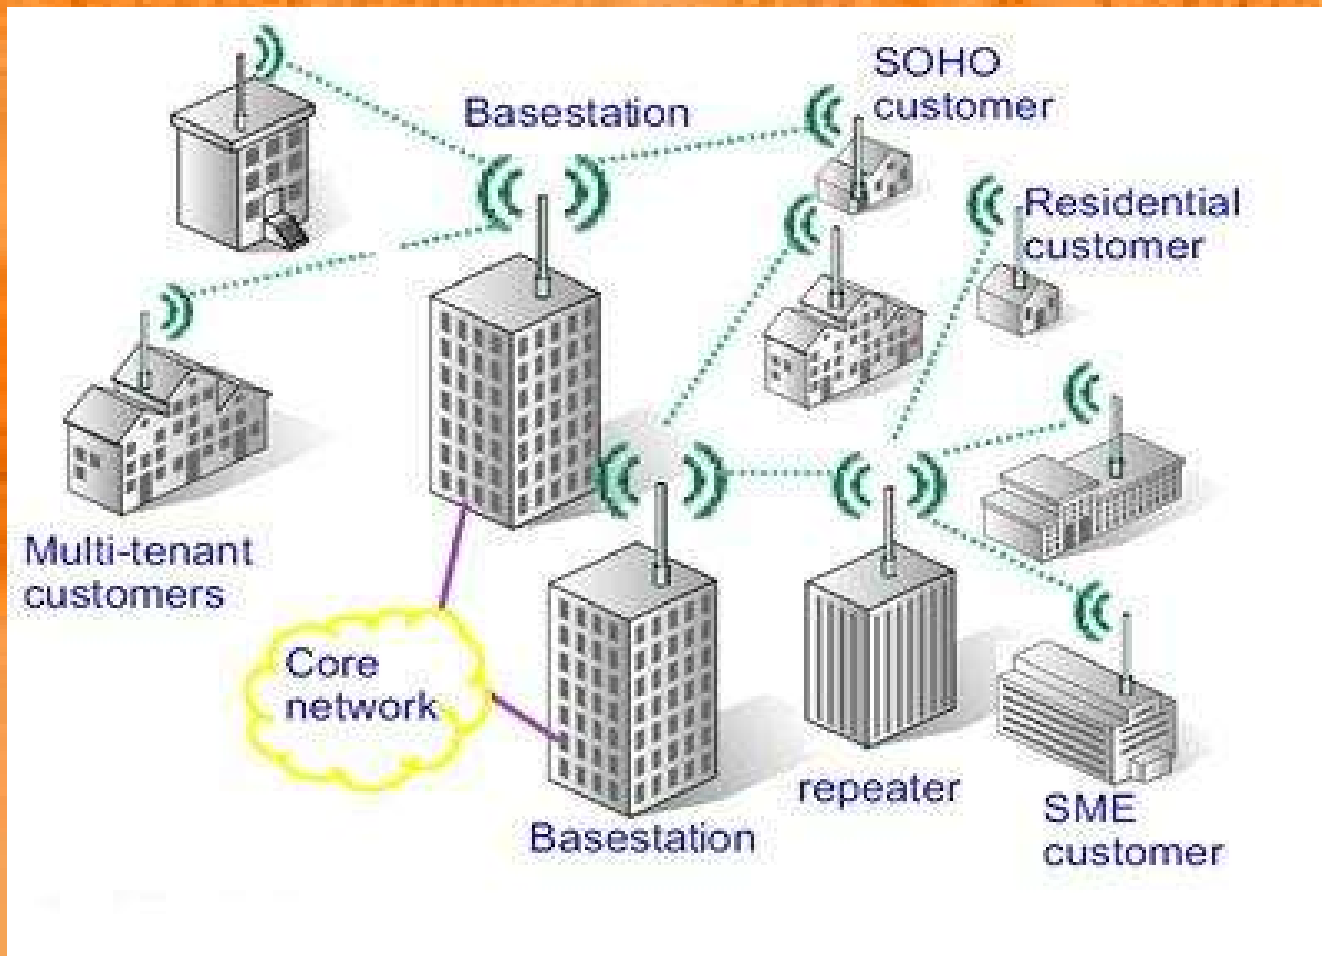 SOHO
customer
Basestation
Residential
customer
Multi-tenant
customers
Core
network
repeater
Basestation
SME
customer